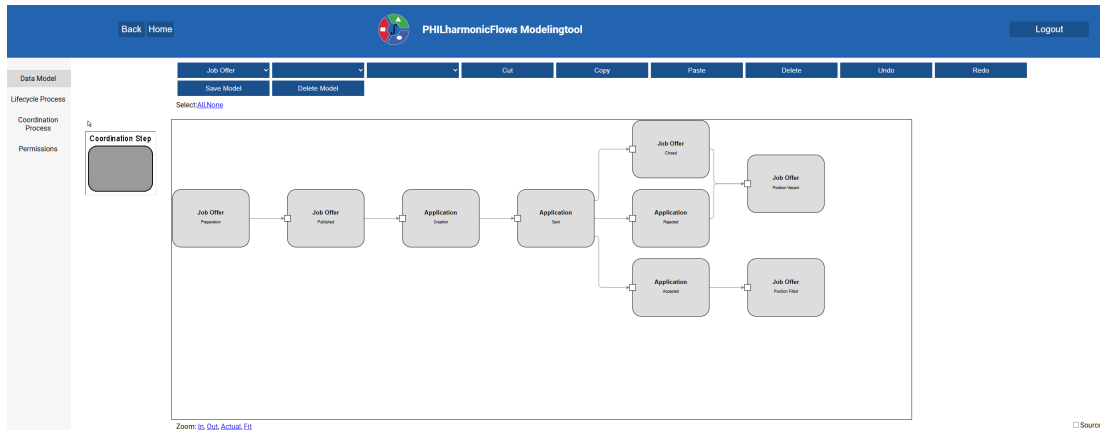 Back Home PHILharmonicFlows Modelingtool Logout
Data Model
Lifecycle Process
Coordination
Process
Permissions
Job Offer Cut Copy Paste Delete Undo Redo
Save Model Delete Model
Select:All,None
Coordination Step
Job Offer
Preparation
Job Offer
Published
Application
Creation
Application
Sent
Job Offer
Closed
Application
Rejected
Application
Accepted
Job Offer
Position Vacant
Job Offer
Position Filled
Zoom: In, Out, Actual, Fit
Source